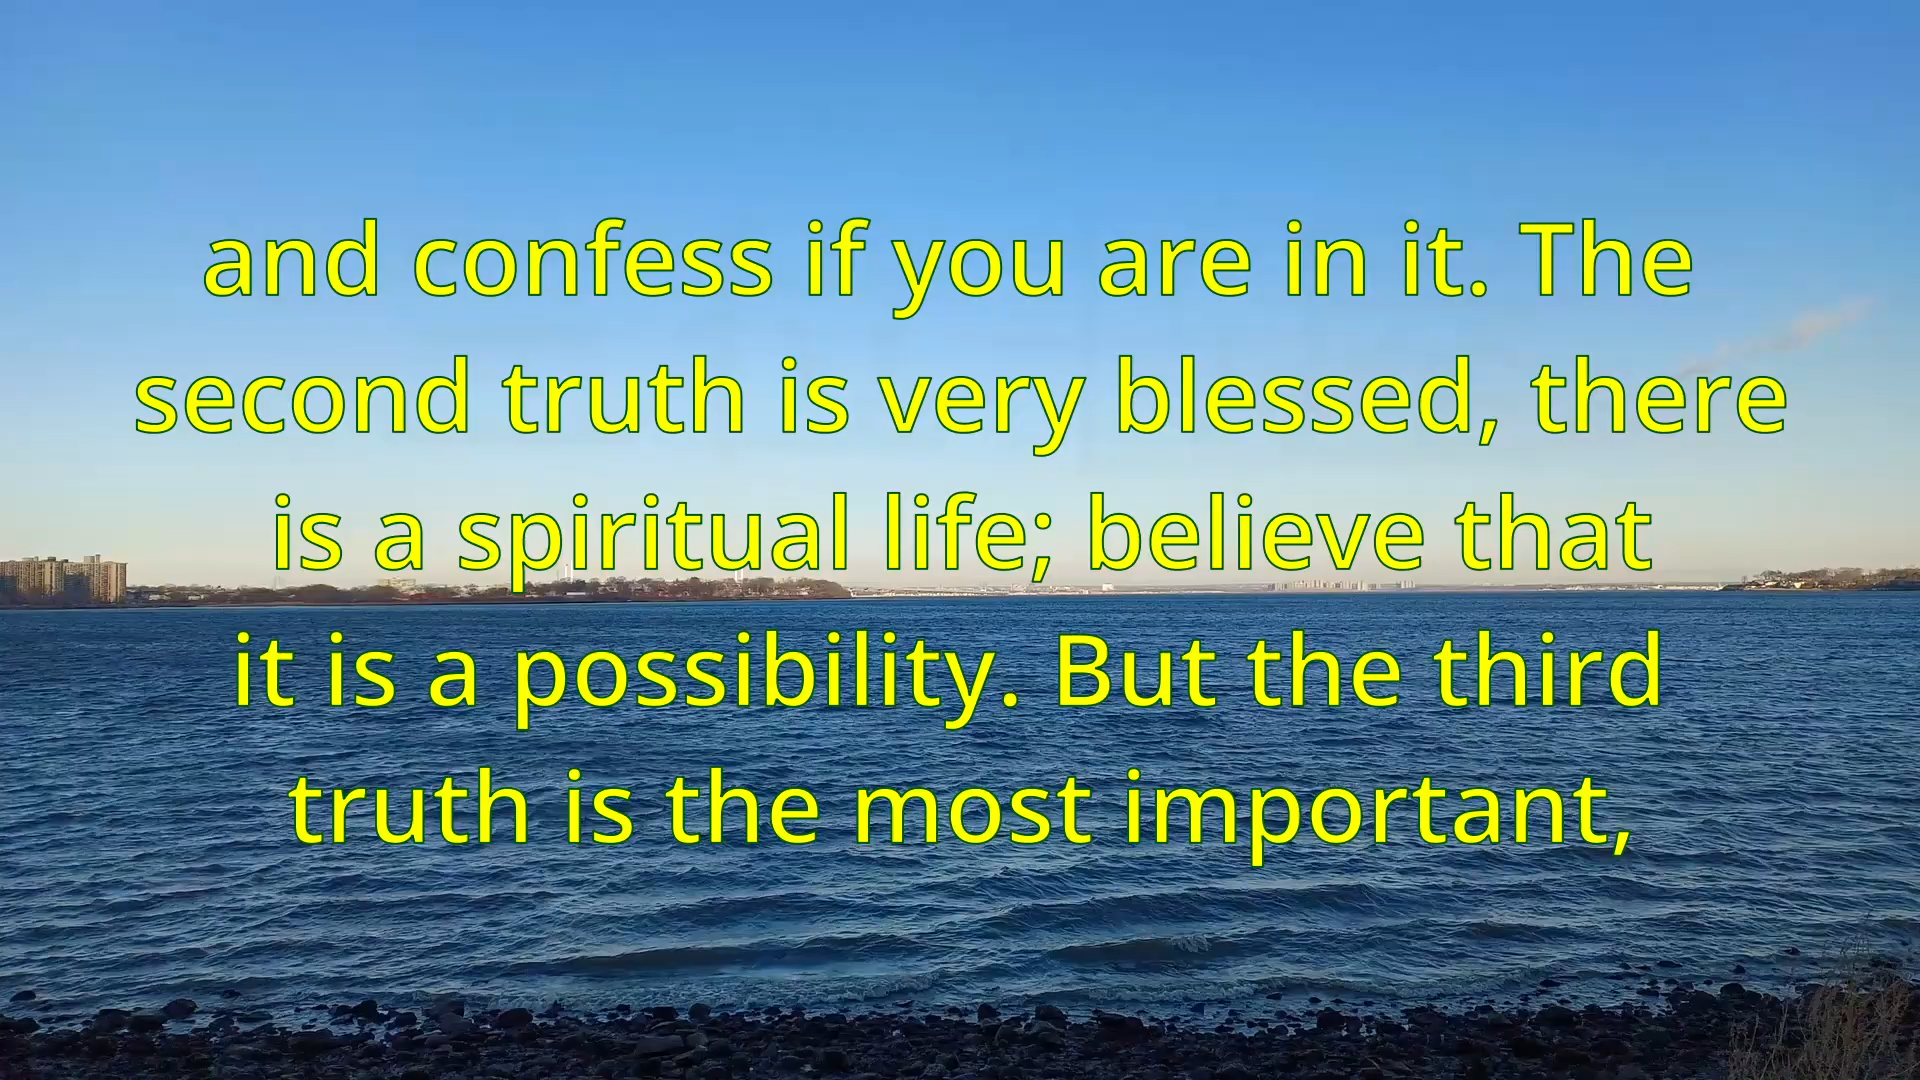 and confess if you are in it. The
second truth is very blessed, there
is a spiritual life; believe that
it is a possibility. But the third
truth is the most important,